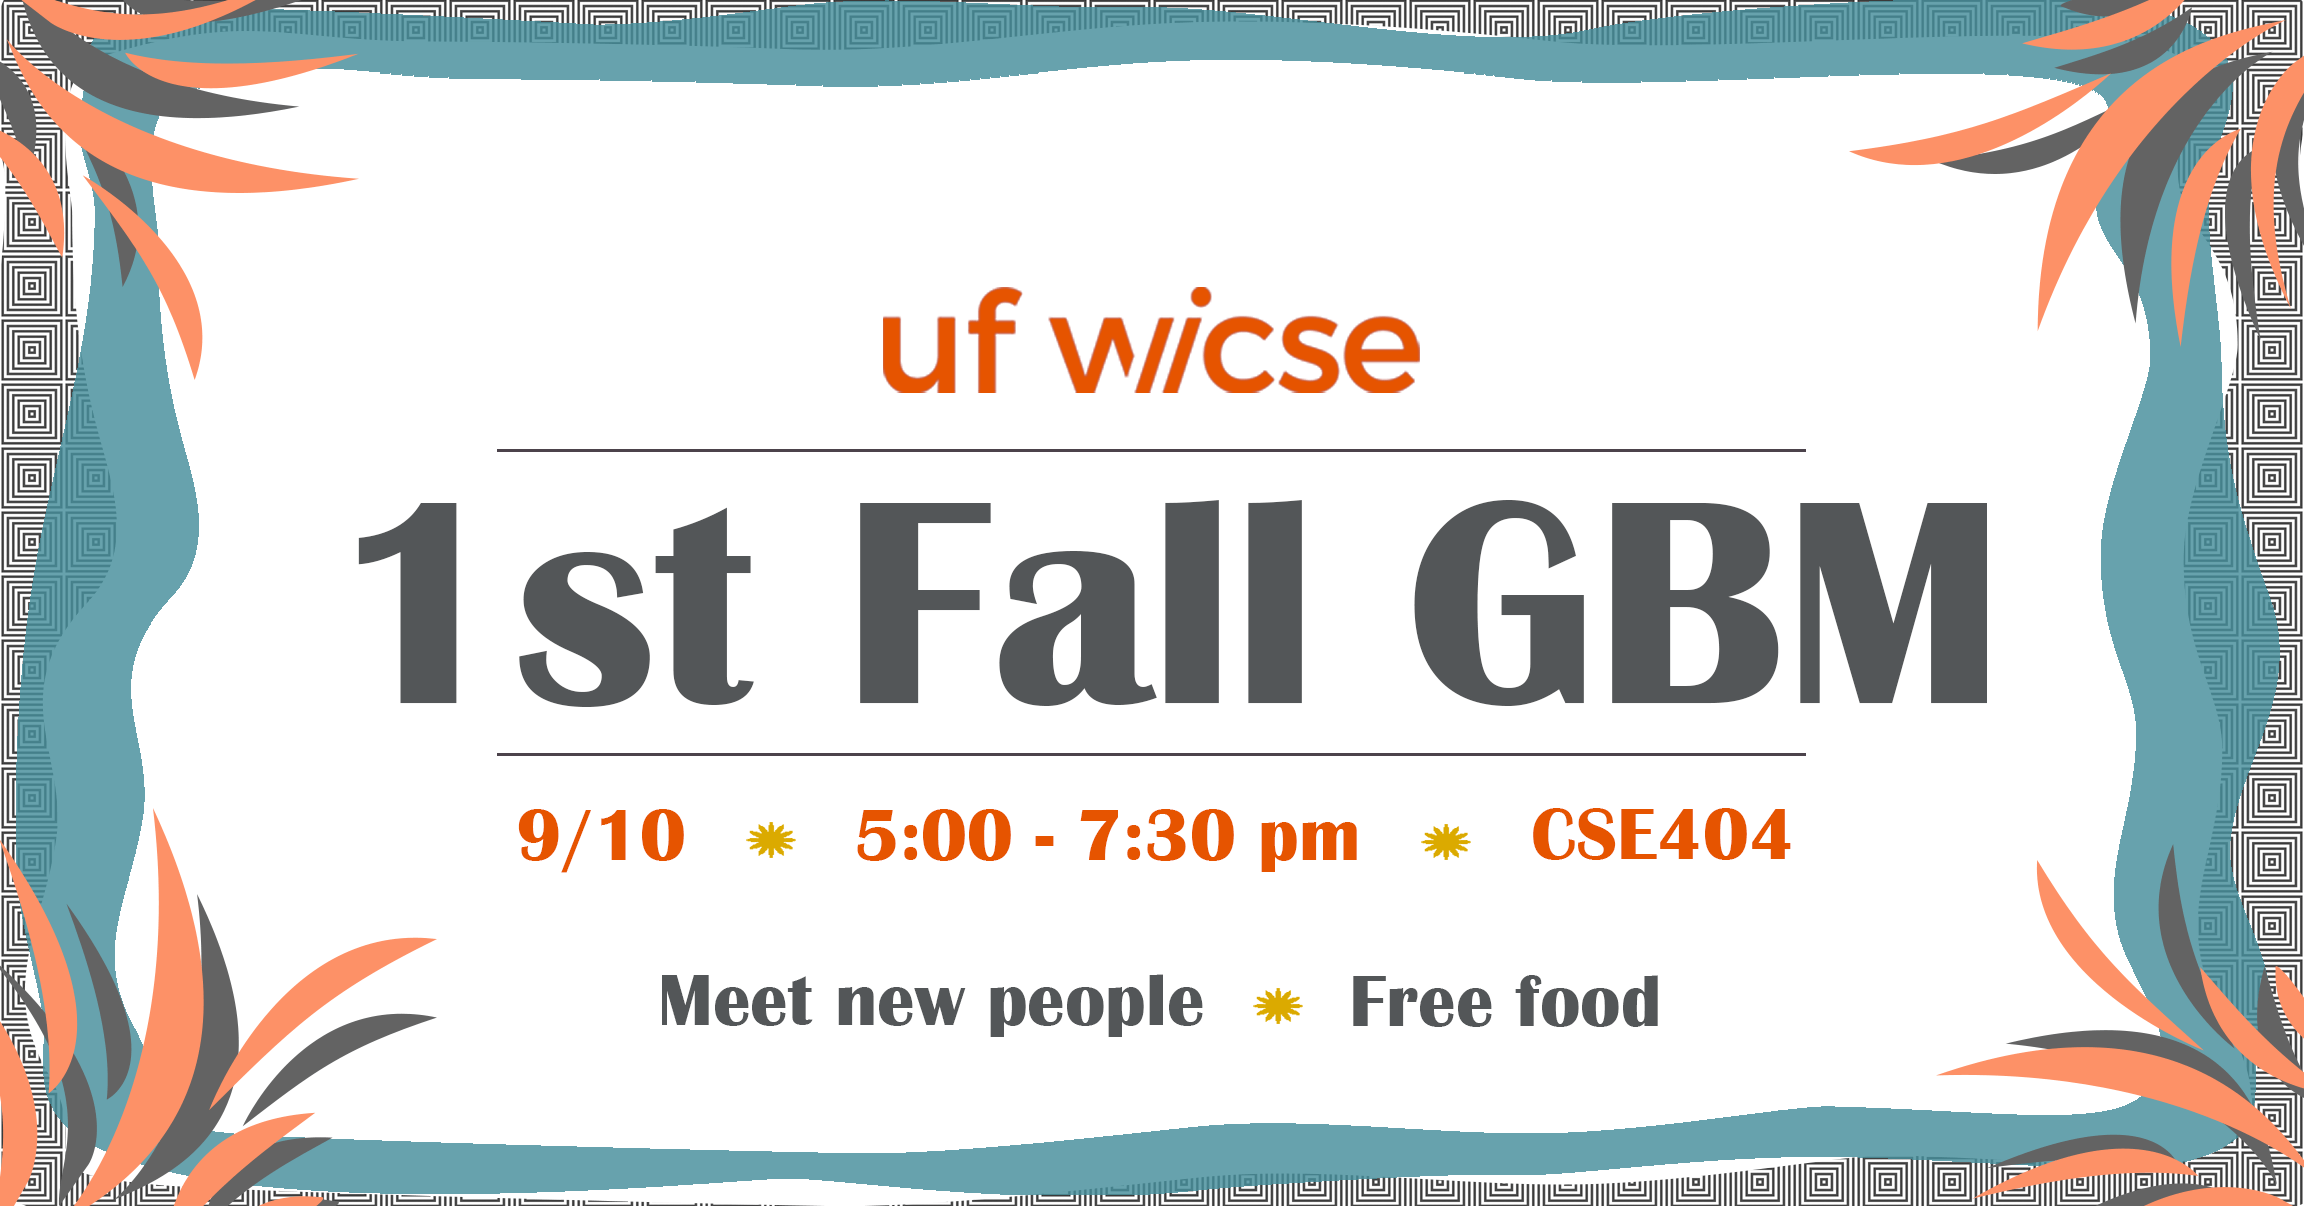 uf wicse
1st Fall GBM
9/10 5:00 - 7:30 pm CSE404
Meet new people Free food